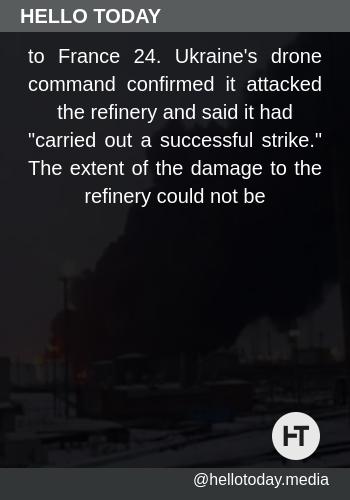 HELLO TODAY
to France 24. Ukraine's drone
command confirmed it attacked
the refinery and said it had
"carried out a successful strike."
The extent of the damage to the
refinery could not be
HT
@hellotoday.media